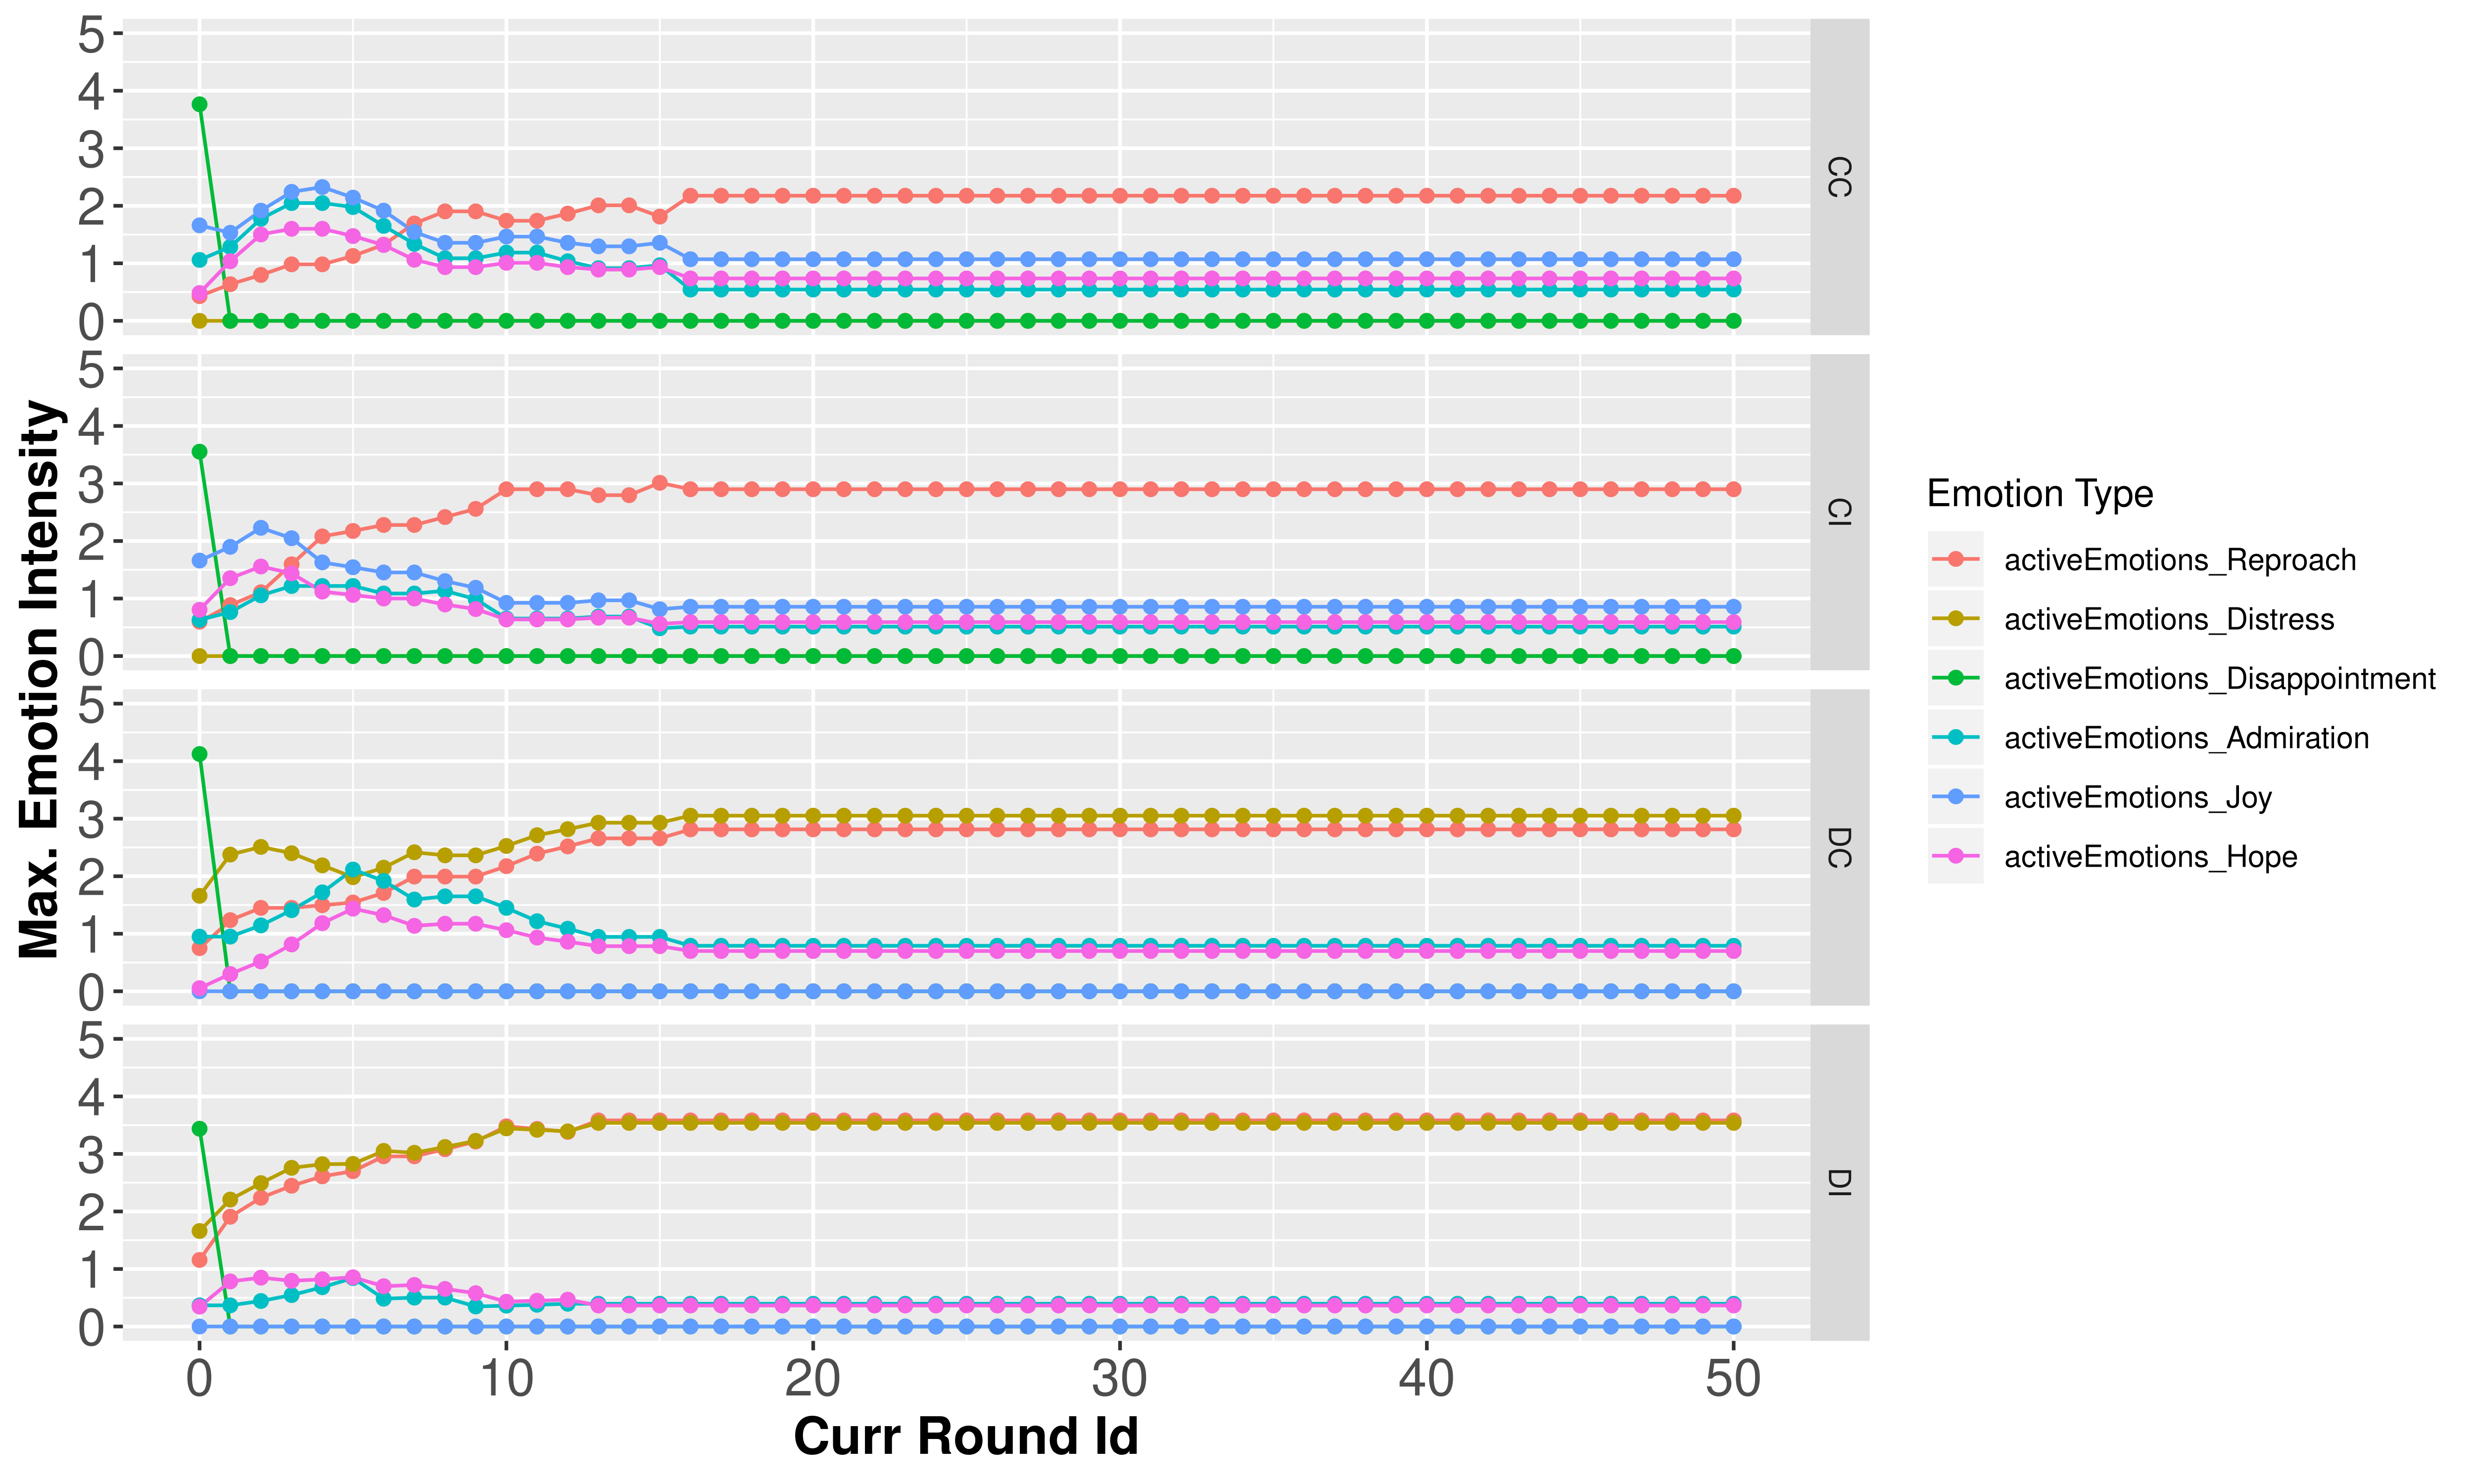 Max. Emotion Intensity
5
4
3
2
1
0
CC
5
4
3
2
1
0
CI
5
4
3
2
1
0
DC
5
4
3
2
1
0
DI
0 10 20 30 40 50
Curr Round Id
Emotion Type
activeEmotions_Reproach
activeEmotions_Distress
activeEmotions_Disappointment
activeEmotions_Admiration
activeEmotions_Joy
activeEmotions_Hope